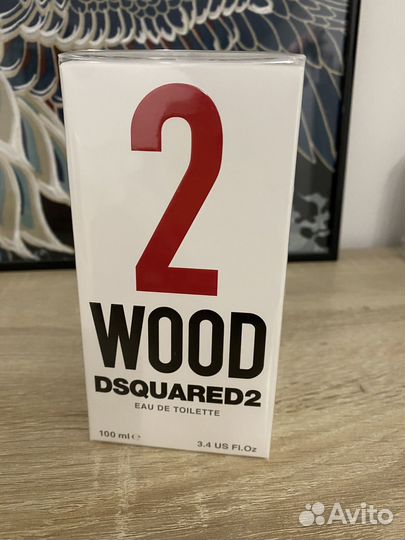 2
WOOD
DSQUARED2
EAU DE TOILETTE
100 ml ℮ 3.4 US Fl.Oz
Avito